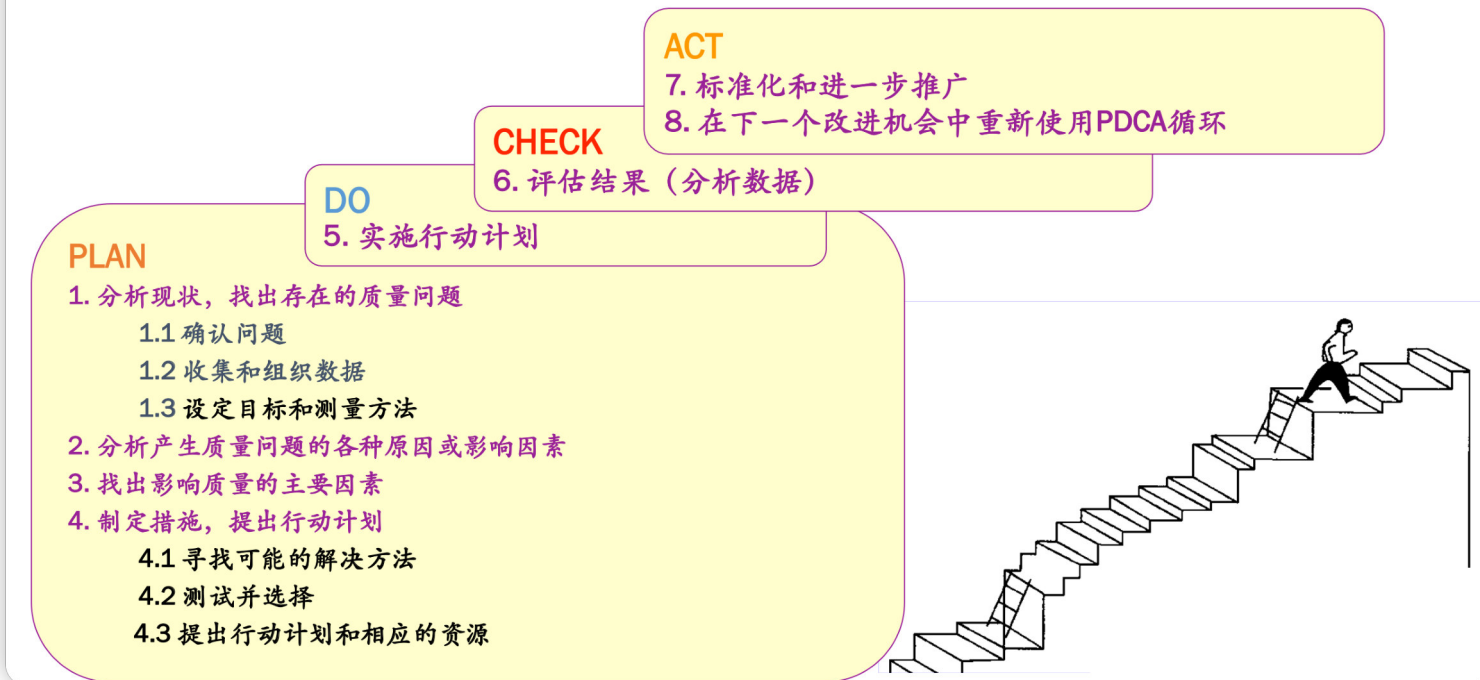 ACT
7. 标准化和进一步推广
8. 在下一个改进机会中重新使用PDCA循环
CHECK
6. 评估结果（分析数据）
DO
5. 实施行动计划
PLAN
1. 分析现状，找出存在的质量问题
1.1 确认问题
1.2 收集和组织数据
1.3 设定目标和测量方法
2. 分析产生质量问题的各种原因或影响因素
3. 找出影响质量的主要因素
4. 制定措施，提出行动计划
4.1 寻找可能的解决方法
4.2 测试并选择
4.3 提出行动计划和相应的资源